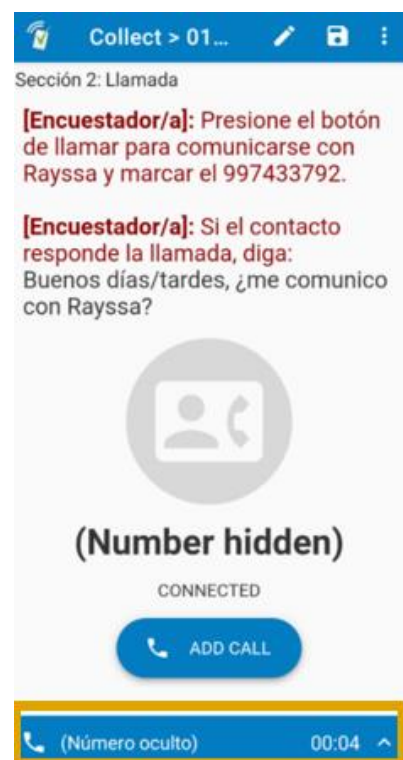 Collect > 01...
Sección 2: Llamada
[Encuestador/a]: Presione el botón
de llamar para comunicarse con
Rayssa y marcar el 997433792.
[Encuestador/a]: Si el contacto
responde la llamada, diga:
Buenos días/tardes, ¿me comunico
con Rayssa?
(Number hidden)
CONNECTED
ADD CALL
(Número oculto) 00:04